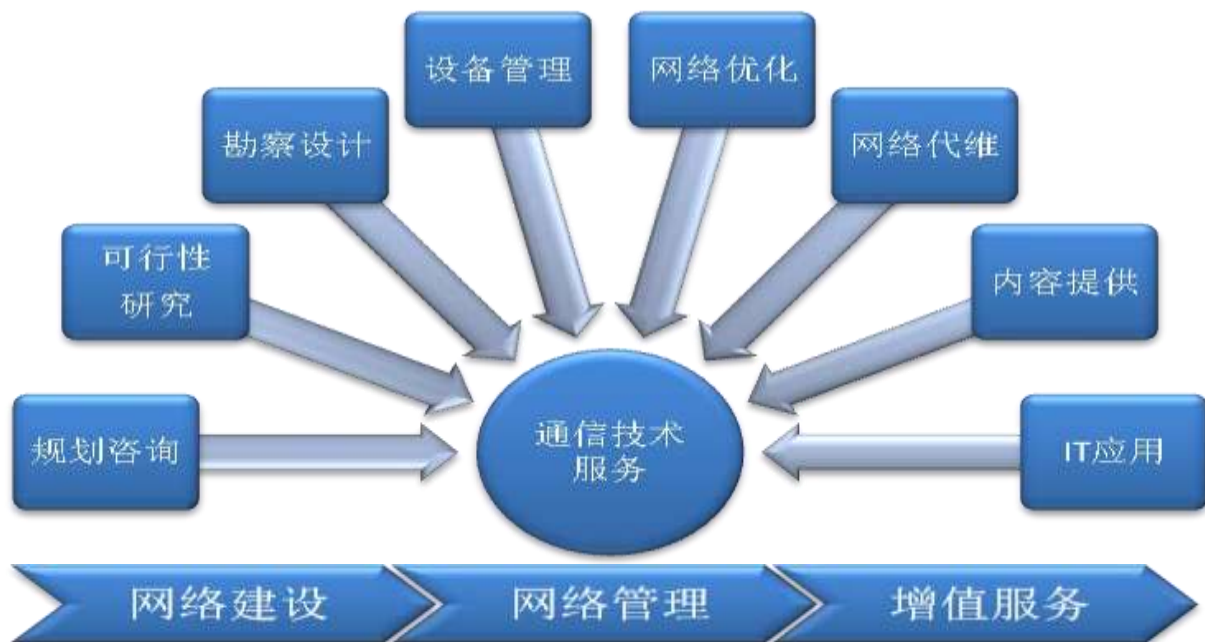 设备管理
网络优化
勘察设计
网络代维
可行性
研究
内容提供
规划咨询
通信技术
服务
IT应用
网络建设
网络管理
增值服务